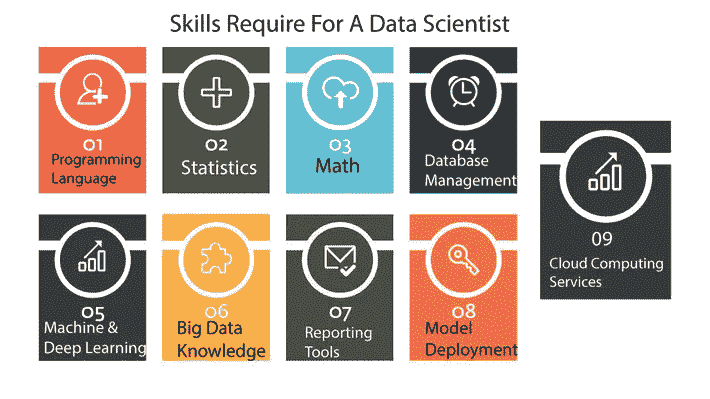 Skills Require For A Data Scientist
01
Programming
Language
02
Statistics
03
Math
04
Database
Management
05
Machine &
Deep Learning
06
Big Data
Knowledge
07
Reporting
Tools
08
Model
Deployment
09
Cloud Computing
Services